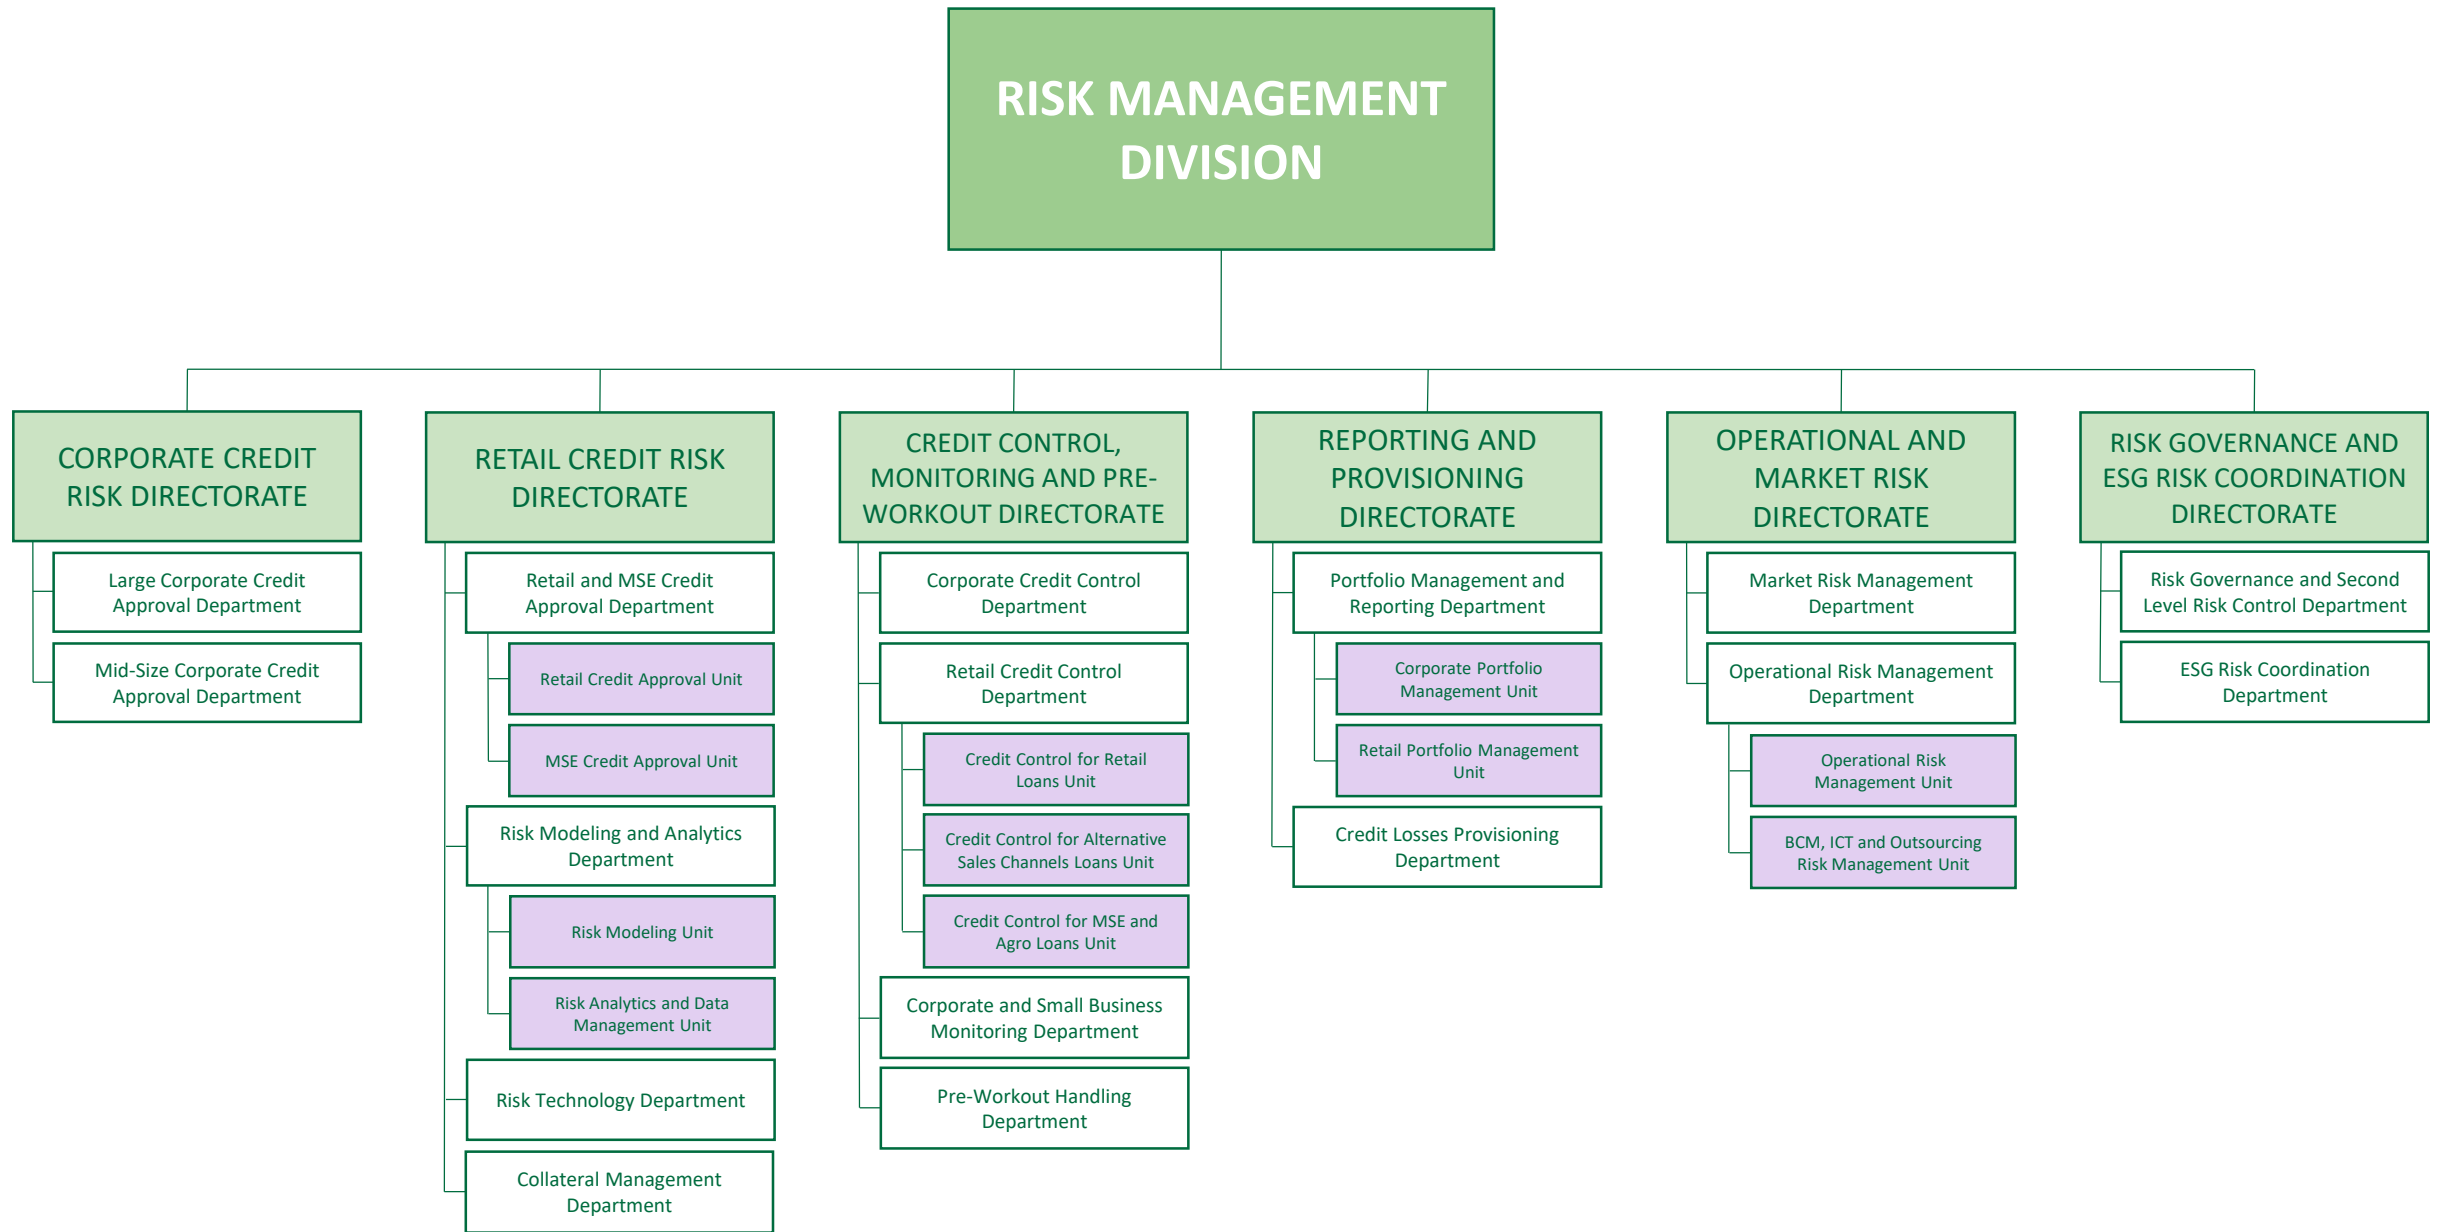 RISK MANAGEMENT
DIVISION
CORPORATE CREDIT
RISK DIRECTORATE
Large Corporate Credit
Approval Department
Mid-Size Corporate Credit
Approval Department
RETAIL CREDIT RISK
DIRECTORATE
Retail and MSE Credit
Approval Department
Retail Credit Approval Unit
MSE Credit Approval Unit
Risk Modeling and Analytics
Department
Risk Modeling Unit
Risk Analytics and Data
Management Unit
Risk Technology Department
Collateral Management
Department
CREDIT CONTROL,
MONITORING AND PRE-
WORKOUT DIRECTORATE
Corporate Credit Control
Department
Retail Credit Control
Department
Credit Control for Retail
Loans Unit
Credit Control for Alternative
Sales Channels Loans Unit
Credit Control for MSE and
Agro Loans Unit
Corporate and Small Business
Monitoring Department
Pre-Workout Handling
Department
REPORTING AND
PROVISIONING
DIRECTORATE
Portfolio Management and
Reporting Department
Corporate Portfolio
Management Unit
Retail Portfolio Management
Unit
Credit Losses Provisioning
Department
OPERATIONAL AND
MARKET RISK
DIRECTORATE
Market Risk Management
Department
Operational Risk Management
Department
Operational Risk
Management Unit
BCM, ICT and Outsourcing
Risk Management Unit
RISK GOVERNANCE AND
ESG RISK COORDINATION
DIRECTORATE
Risk Governance and Second
Level Risk Control Department
ESG Risk Coordination
Department